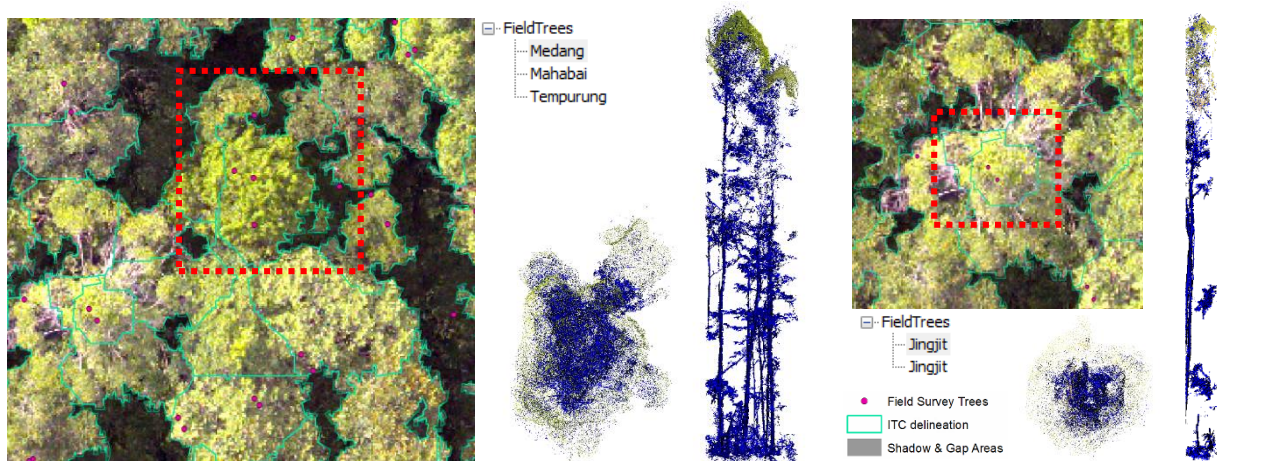 FieldTrees
Medang
Mahabai
Tempurung
FieldTrees
Jingjit
Jingjit
Field Survey Trees
ITC delineation
Shadow & Gap Areas